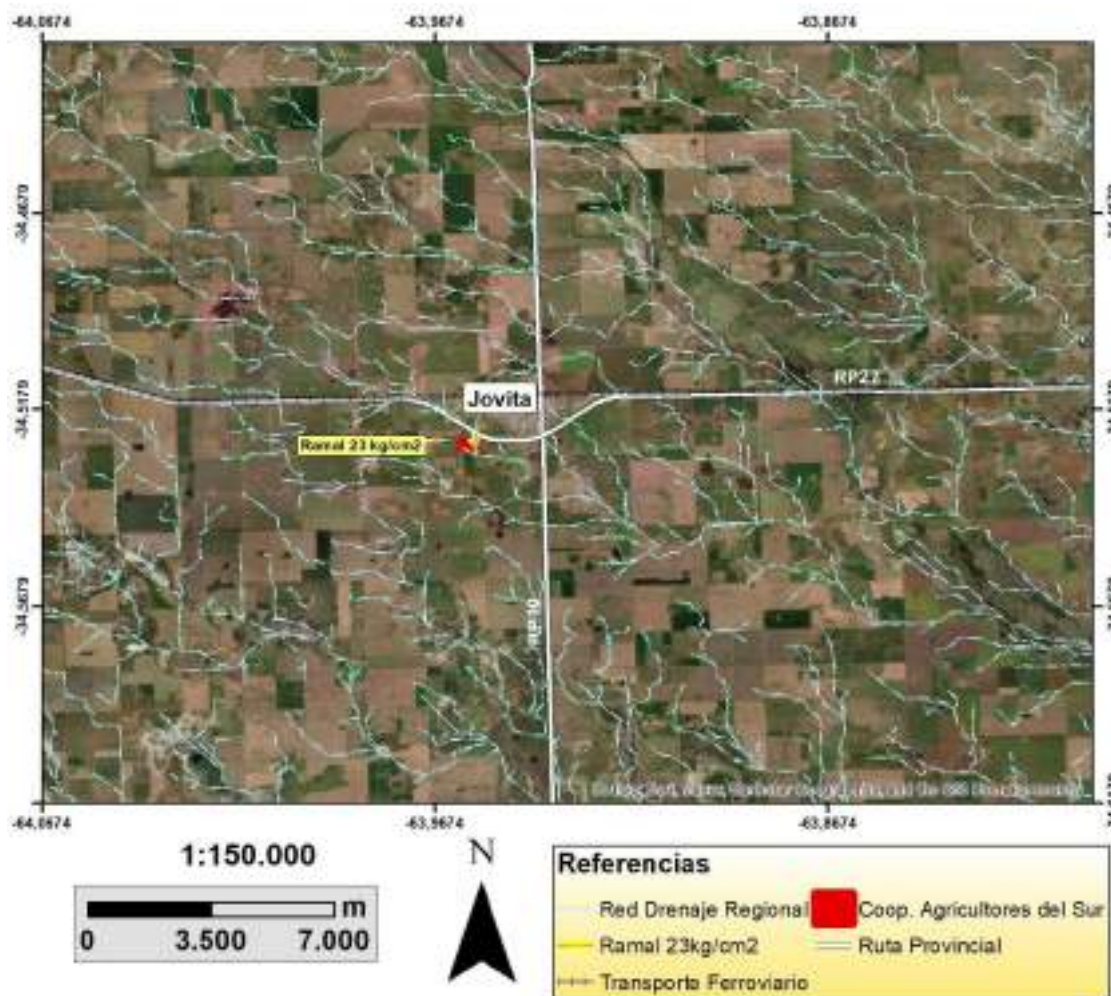 -64.0674 -63.9674 -63.8674
-34.4679
RP27
-34.5179
Jovita
Ramal 23 kg/cm2
-34.5679
-64.0674 -63.9674 -63.8674
1:150.000
N
m
0 3.500 7.000
Referencias
Red Drenaje Regional
Coop. Agricultores del Sur
Ramal 23kg/cm2
Ruta Provincial
Transporte Ferroviario